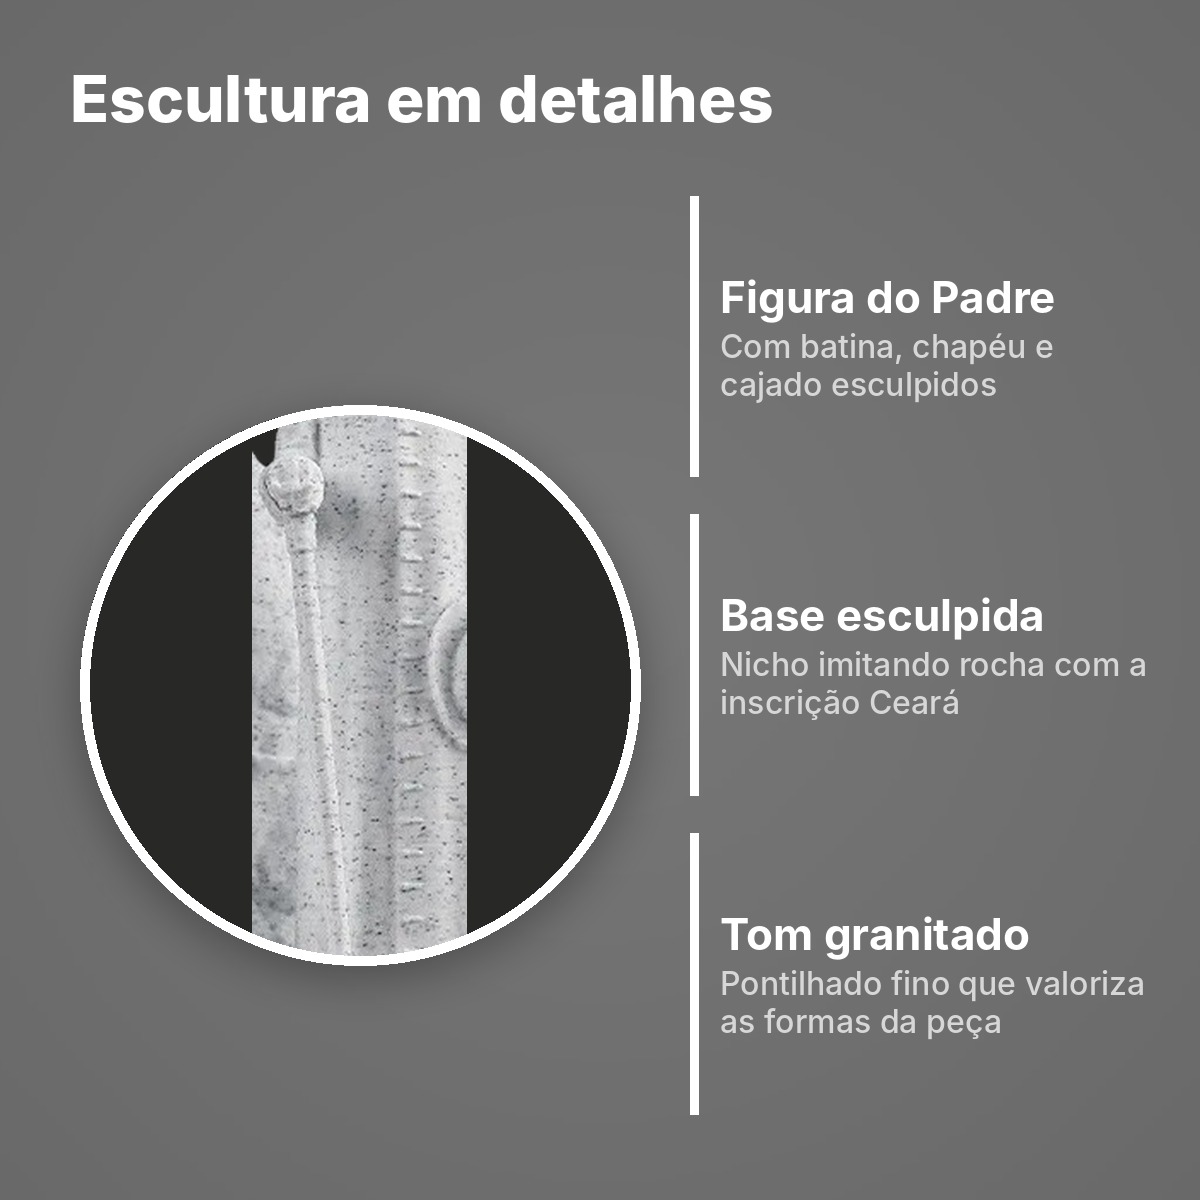 Escultura em detalhes
Figura do Padre
Com batina, chapéu e
cajado esculpidos
Base esculpida
Nicho imitando rocha com a
inscrição Ceará
Tom granitado
Pontilhado fino que valoriza
as formas da peça